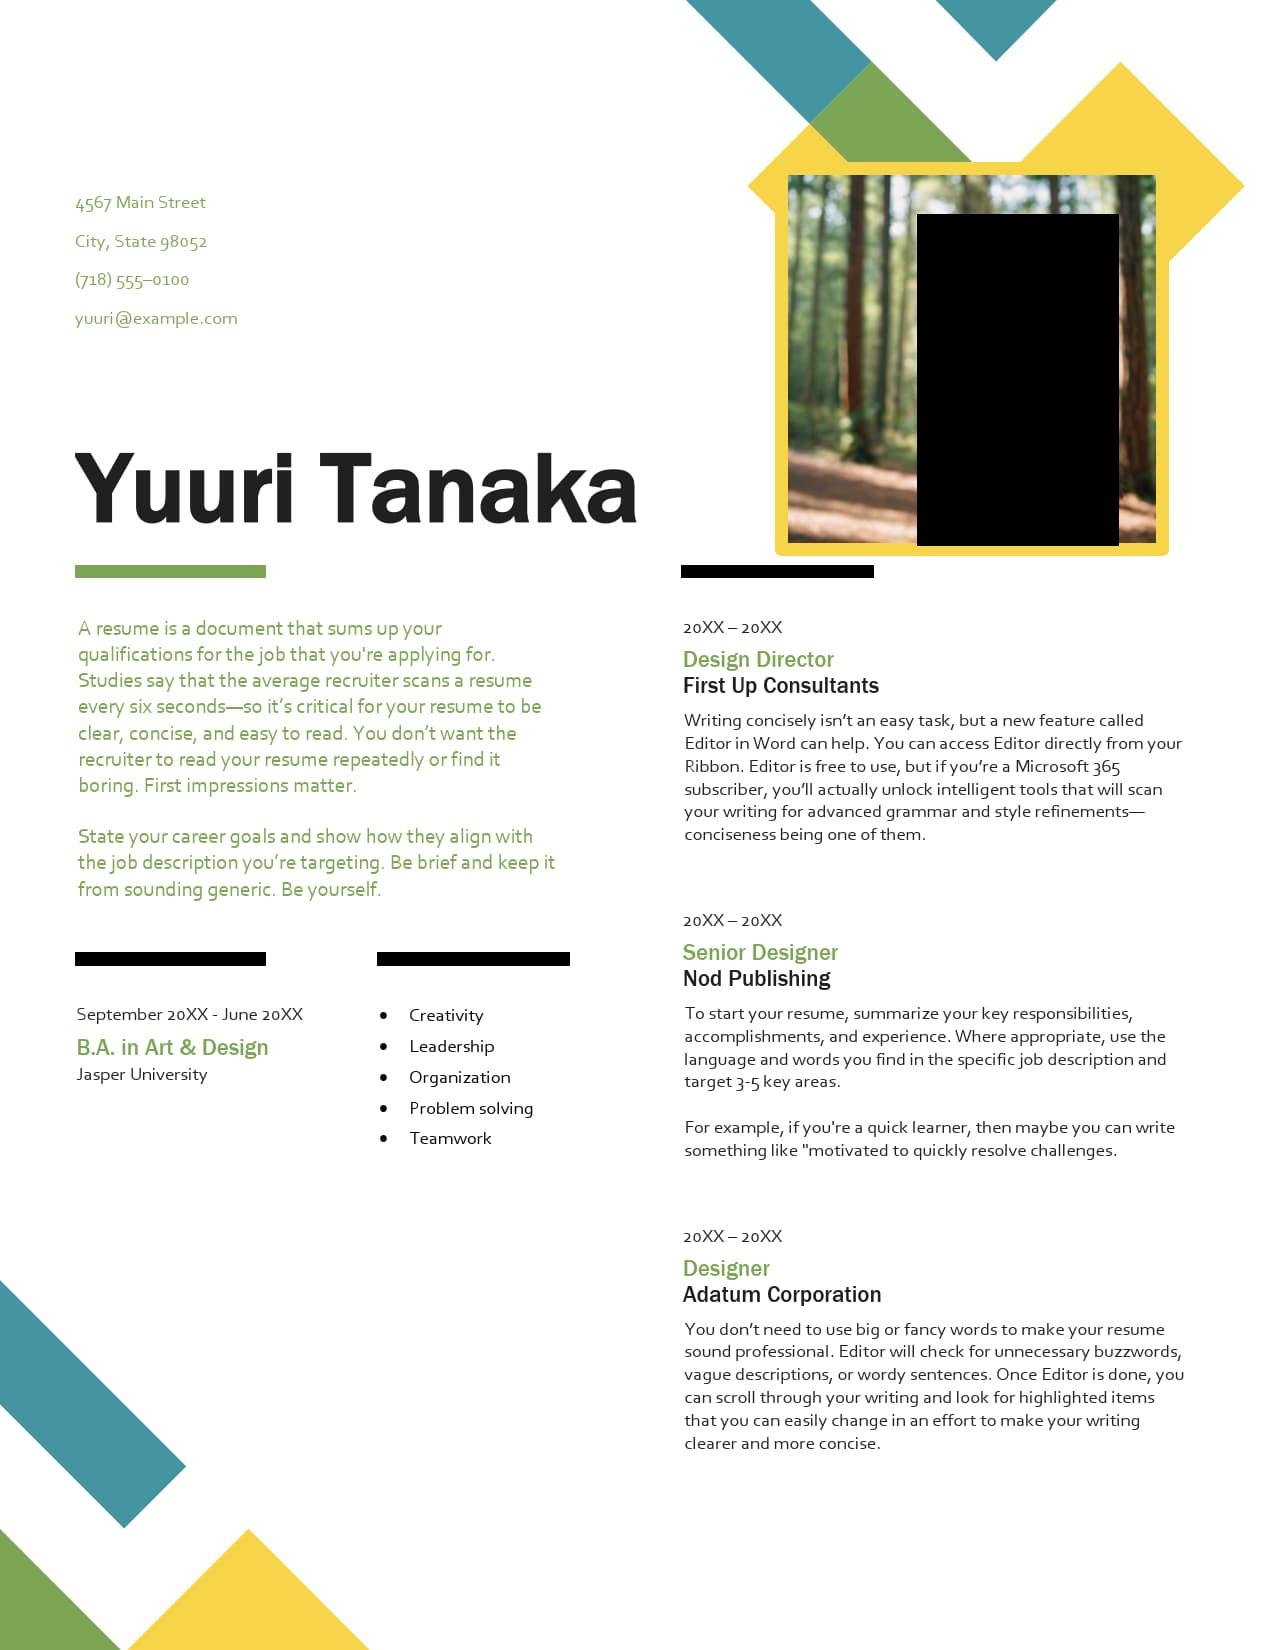 4567 Main Street
City, State 98052
(718) 555–0100
yuuri@example.com
Yuuri Tanaka
A resume is a document that sums up your
qualifications for the job that you're applying for.
Studies say that the average recruiter scans a resume
every six seconds—so it’s critical for your resume to be
clear, concise, and easy to read. You don’t want the
recruiter to read your resume repeatedly or find it
boring. First impressions matter.
State your career goals and show how they align with
the job description you’re targeting. Be brief and keep it
from sounding generic. Be yourself.
September 20XX - June 20XX
B.A. in Art & Design
Jasper University
• Creativity
• Leadership
• Organization
• Problem solving
• Teamwork
20XX – 20XX
Design Director
First Up Consultants
Writing concisely isn’t an easy task, but a new feature called
Editor in Word can help. You can access Editor directly from your
Ribbon. Editor is free to use, but if you’re a Microsoft 365
subscriber, you’ll actually unlock intelligent tools that will scan
your writing for advanced grammar and style refinements—
conciseness being one of them.
20XX – 20XX
Senior Designer
Nod Publishing
To start your resume, summarize your key responsibilities,
accomplishments, and experience. Where appropriate, use the
language and words you find in the specific job description and
target 3-5 key areas.
For example, if you're a quick learner, then maybe you can write
something like "motivated to quickly resolve challenges.
20XX – 20XX
Designer
Adatum Corporation
You don’t need to use big or fancy words to make your resume
sound professional. Editor will check for unnecessary buzzwords,
vague descriptions, or wordy sentences. Once Editor is done, you
can scroll through your writing and look for highlighted items
that you can easily change in an effort to make your writing
clearer and more concise.